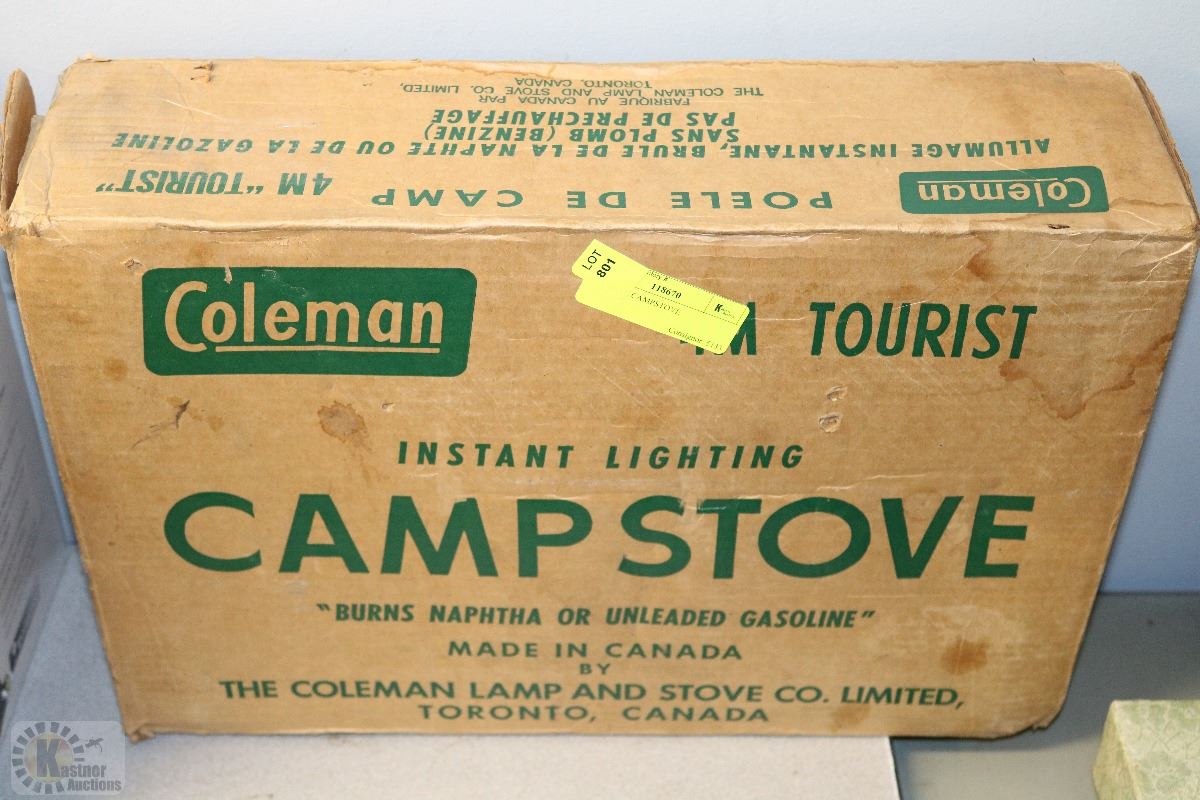 THE COLEMAN LAMP AND STOVE CO. LIMITED,
TORONTO, CANADA
FABRIQUE AU CANADA PAR
PAS DE PRECHAUFFAGE
SANS PLOMB (BENZINE)
ALLUMAGE INSTANTANE, BRULE DE LA NAPHTE OU DE LA GAZOLINE
Coleman POELE DE CAMP 4M "TOURIST"
Coleman
TOURIST
LOT
801
118670
CAMPSTOVE
Consignor
INSTANT LIGHTING
CAMP STOVE
"BURNS NAPHTHA OR UNLEADED GASOLINE"
MADE IN CANADA
BY
THE COLEMAN LAMP AND STOVE CO. LIMITED,
TORONTO, CANADA
Kastner
Auctions